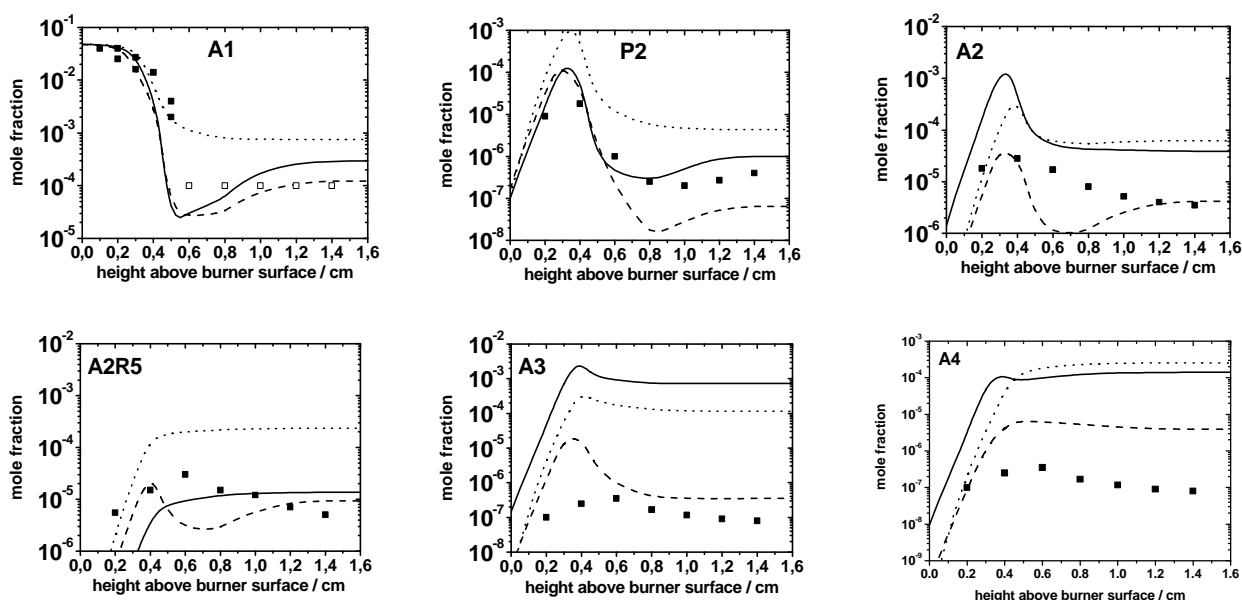 A1
mole fraction
10-1
10-2
10-3
10-4
10-5
0,0 0,2 0,4 0,6 0,8 1,0 1,2 1,4 1,6
height above burner surface / cm
P2
mole fraction
10-3
10-4
10-5
10-6
10-7
10-8
0,0 0,2 0,4 0,6 0,8 1,0 1,2 1,4 1,6
height above burner surface / cm
A2
mole fraction
10-2
10-3
10-4
10-5
10-6
0,0 0,2 0,4 0,6 0,8 1,0 1,2 1,4 1,6
height above burner surface / cm
A2R5
mole fraction
10-2
10-3
10-4
10-5
10-6
0,0 0,2 0,4 0,6 0,8 1,0 1,2 1,4 1,6
height above burner surface / cm
A3
mole fraction
10-2
10-3
10-4
10-5
10-6
10-7
10-8
0,0 0,2 0,4 0,6 0,8 1,0 1,2 1,4 1,6
height above burner surface / cm
A4
mole fraction
10-3
10-4
10-5
10-6
10-7
10-8
10-9
0.0 0,2 0,4 0,6 0,8 1,0 1,2 1,4 1,6
height above burner surface / cm